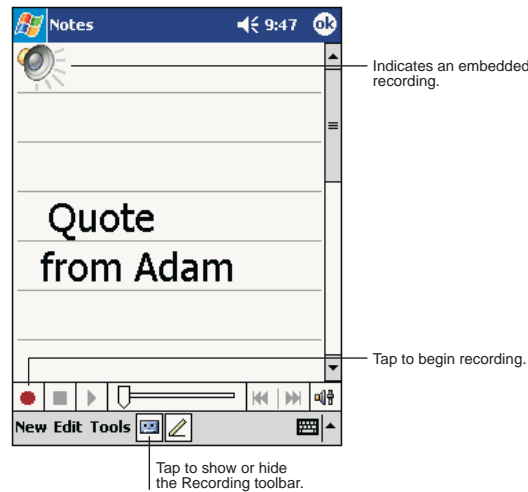 Notes 9:47 ok
Indicates an embedded
recording.
Quote
from Adam
Tap to begin recording.
New Edit Tools
Tap to show or hide
the Recording toolbar.